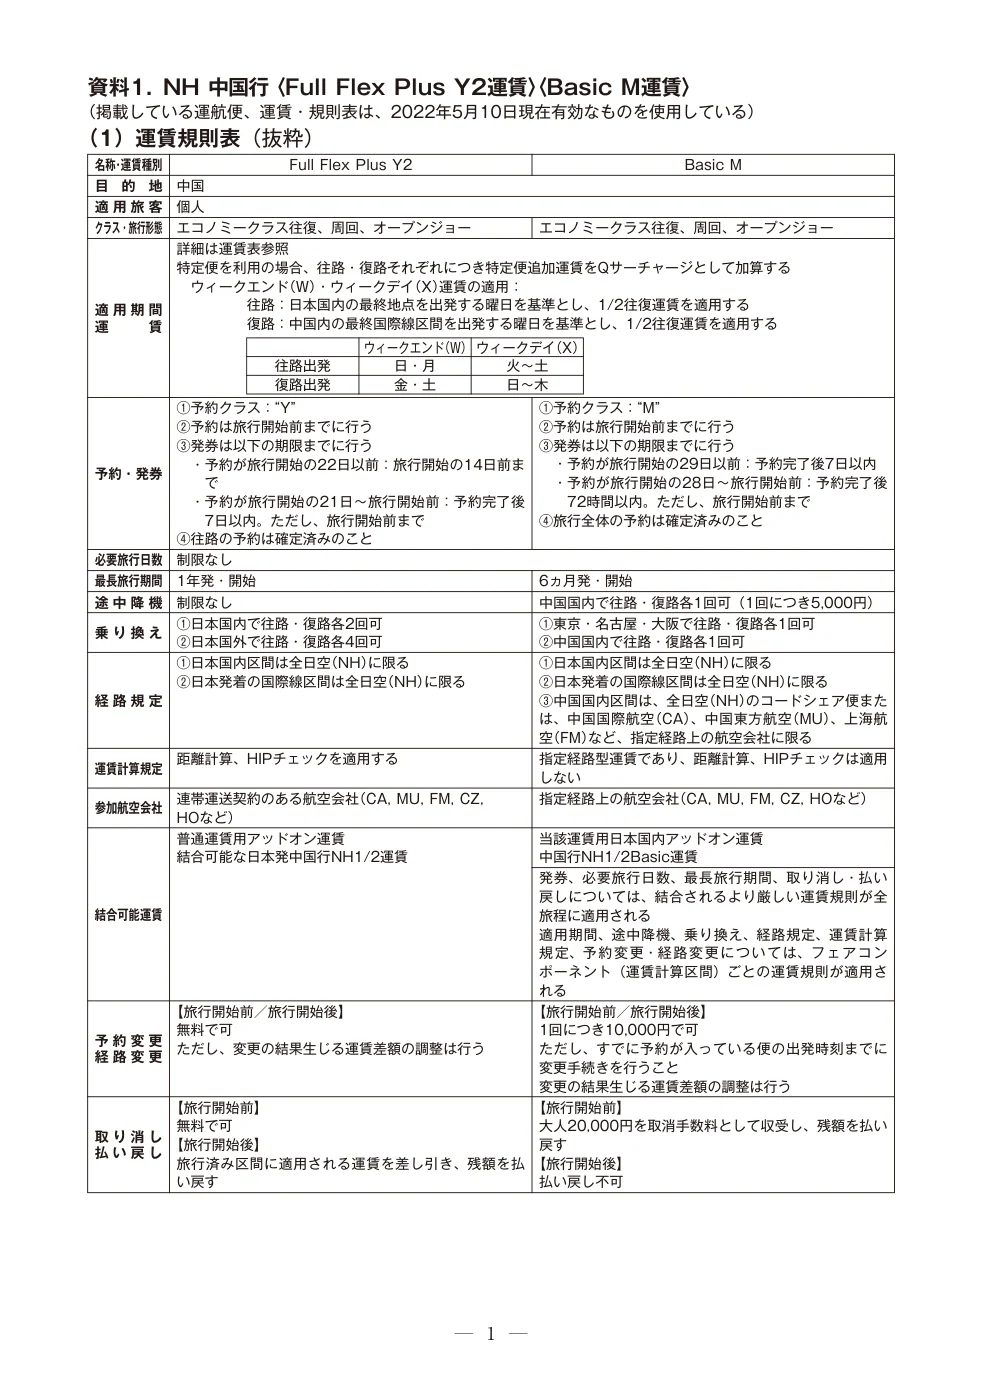 資料1．NH 中国行〈Full Flex Plus Y2運賃〉〈Basic M運賃〉
（掲載している運航便、運賃・規則表は、2022年5月10日現在有効なものを使用している）
（1）運賃規則表（抜粋）
名称・運賃種別 Full Flex Plus Y2 Basic M
目的地 中国
適用旅客 個人
クラス・旅行形態 エコノミークラス往復、周回、オープンジョー エコノミークラス往復、周回、オープンジョー
適用期間
運賃
詳細は運賃表参照
特定便を利用の場合、往路・復路それぞれにつき特定便追加運賃をQサーチャージとして加算する
ウィークエンド（W）・ウィークデイ（X）運賃の適用：
往路：日本国内の最終地点を出発する曜日を基準とし、1/2往復運賃を適用する
復路：中国内の最終国際線区間を出発する曜日を基準とし、1/2往復運賃を適用する
ウィークエンド（W） ウィークデイ（X）
往路出発 日・月 火～土
復路出発 金・土 日～木
予約・発券
①予約クラス：“Y”
②予約は旅行開始前までに行う
③発券は以下の期限までに行う
・予約が旅行開始の22日以前：旅行開始の14日前ま
で
・予約が旅行開始の21日～旅行開始前：予約完了後
7日以内。ただし、旅行開始前まで
④往路の予約は確定済みのこと
①予約クラス：“M”
②予約は旅行開始前までに行う
③発券は以下の期限までに行う
・予約が旅行開始の29日以前：予約完了後7日以内
・予約が旅行開始の28日～旅行開始前：予約完了後
72時間以内。ただし、旅行開始前まで
④旅行全体の予約は確定済みのこと
必要旅行日数 制限なし
最長旅行期間 1年発・開始 6ヵ月発・開始
途中降機 制限なし 中国国内で往路・復路各1回可（1回につき5,000円）
乗り換え
①日本国内で往路・復路各2回可
②日本国外で往路・復路各4回可
①東京・名古屋・大阪で往路・復路各1回可
②中国国内で往路・復路各1回可
経路規定
①日本国内区間は全日空（NH）に限る
②日本発着の国際線区間は全日空（NH）に限る
①日本国内区間は全日空（NH）に限る
②日本発着の国際線区間は全日空（NH）に限る
③中国国内区間は、全日空（NH）のコードシェア便また
は、中国国際航空（CA）、中国東方航空（MU）、上海航
空（FM）など、指定経路上の航空会社に限る
運賃計算規定
距離計算、HIPチェックを適用する
指定経路型運賃であり、距離計算、HIPチェックは適用
しない
参加航空会社
連帯運送契約のある航空会社（CA, MU, FM, CZ,
HOなど）
指定経路上の航空会社（CA, MU, FM, CZ, HOなど）
結合可能運賃
普通運賃用アッドオン運賃
結合可能な日本発中国行NH1/2運賃
当該運賃用日本国内アッドオン運賃
中国行NH1/2Basic運賃
発券、必要旅行日数、最長旅行期間、取り消し・払い
戻しについては、結合されるより厳しい運賃規則が全
旅程に適用される
適用期間、途中降機、乗り換え、経路規定、運賃計算
規定、予約変更・経路変更については、フェアコン
ポーネント（運賃計算区間）ごとの運賃規則が適用さ
れる
予約変更
経路変更
【旅行開始前／旅行開始後】
無料で可
ただし、変更の結果生じる運賃差額の調整は行う
【旅行開始前／旅行開始後】
1回につき10,000円で可
ただし、すでに予約が入っている便の出発時刻までに
変更手続きを行うこと
変更の結果生じる運賃差額の調整は行う
取り消し
払い戻し
【旅行開始前】
無料で可
【旅行開始後】
旅行済み区間に適用される運賃を差し引き、残額を払
い戻す
【旅行開始前】
大人20,000円を取消手数料として収受し、残額を払い
戻す
【旅行開始後】
払い戻し不可
— 1 —